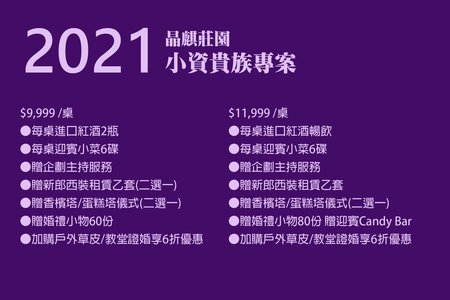 2021
晶麒莊園
小資貴族專案
$9,999 /桌
●每桌進口紅酒2瓶
●每桌迎賓小菜6碟
●贈企劃主持服務
●贈新郎西裝租賃乙套(二選一)
●贈香檳塔/蛋糕塔儀式(二選一)
●贈婚禮小物60份
●加購戶外草皮/教堂證婚享6折優惠
$11,999 /桌
●每桌進口紅酒暢飲
●每桌迎賓小菜6碟
●贈企劃主持服務
●贈新郎西裝租賃乙套
●贈香檳塔/蛋糕塔儀式(二選一)
●贈婚禮小物80份 贈迎賓Candy Bar
●加購戶外草皮/教堂證婚享6折優惠